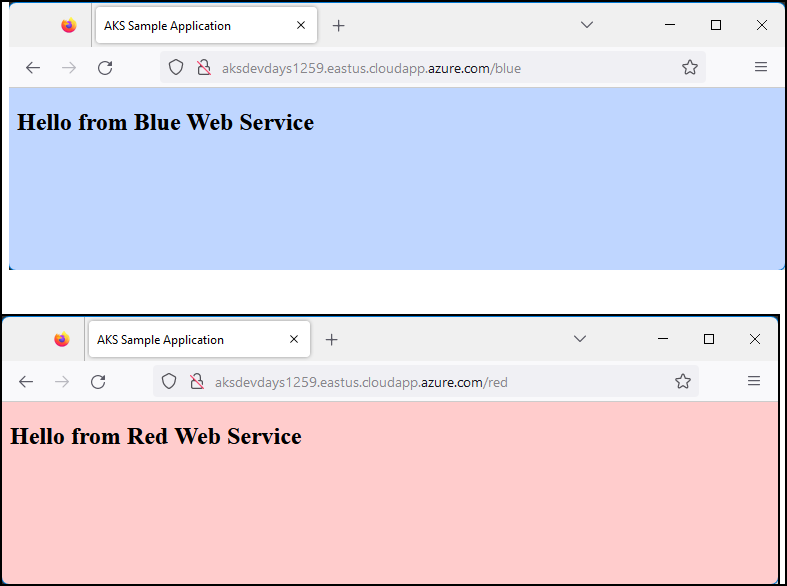 AKS Sample Application
aksdevdays1259.eastus.cloudapp.azure.com/blue
Hello from Blue Web Service
AKS Sample Application
aksdevdays1259.eastus.cloudapp.azure.com/red
Hello from Red Web Service